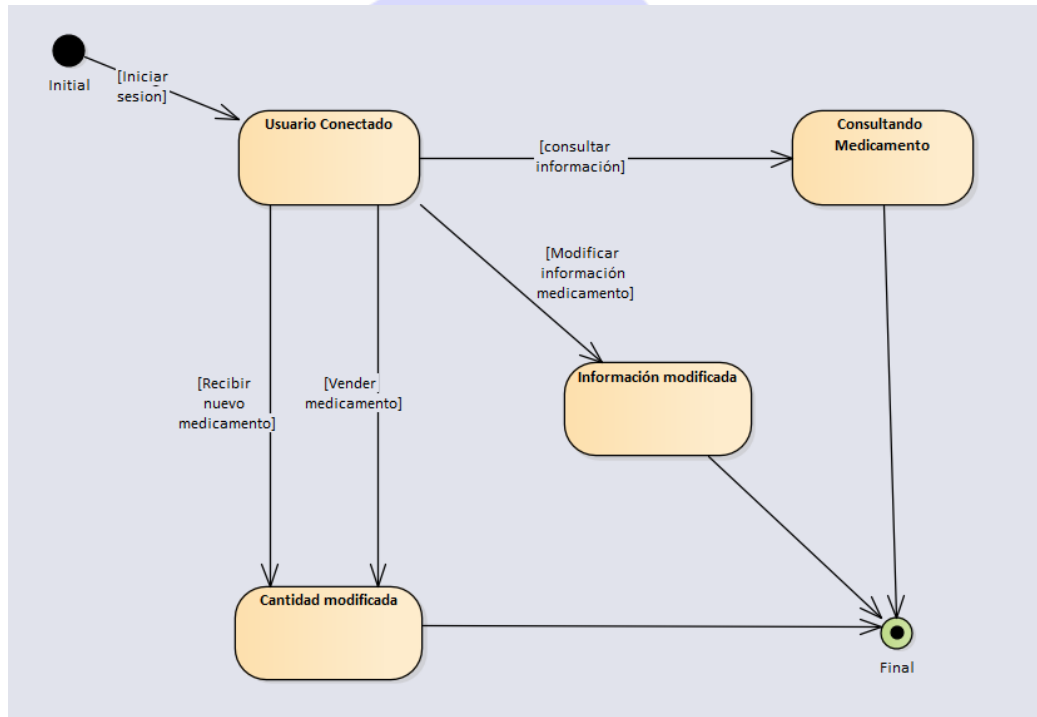 Initial
[Iniciar
sesion]
Usuario Conectado
[consultar
información]
Consultando
Medicamento
[Modificar
información
medicamento]
Información modificada
[Recibir
nuevo
medicamento]
[Vender
medicamento]
Cantidad modificada
Final